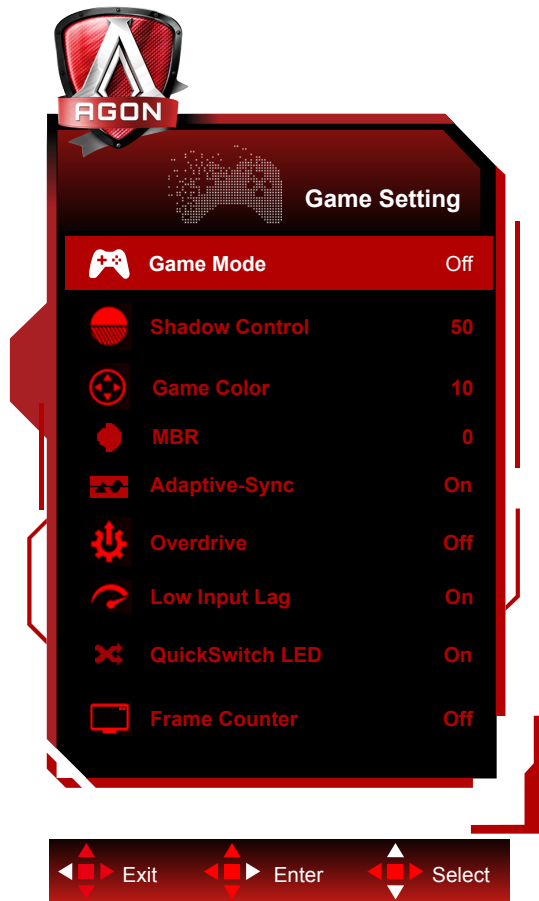 AGON
Game Setting
Game Mode Off
Shadow Control 50
Game Color 10
MBR 0
Adaptive-Sync On
Overdrive Off
Low Input Lag On
QuickSwitch LED On
Frame Counter Off
Exit Enter Select